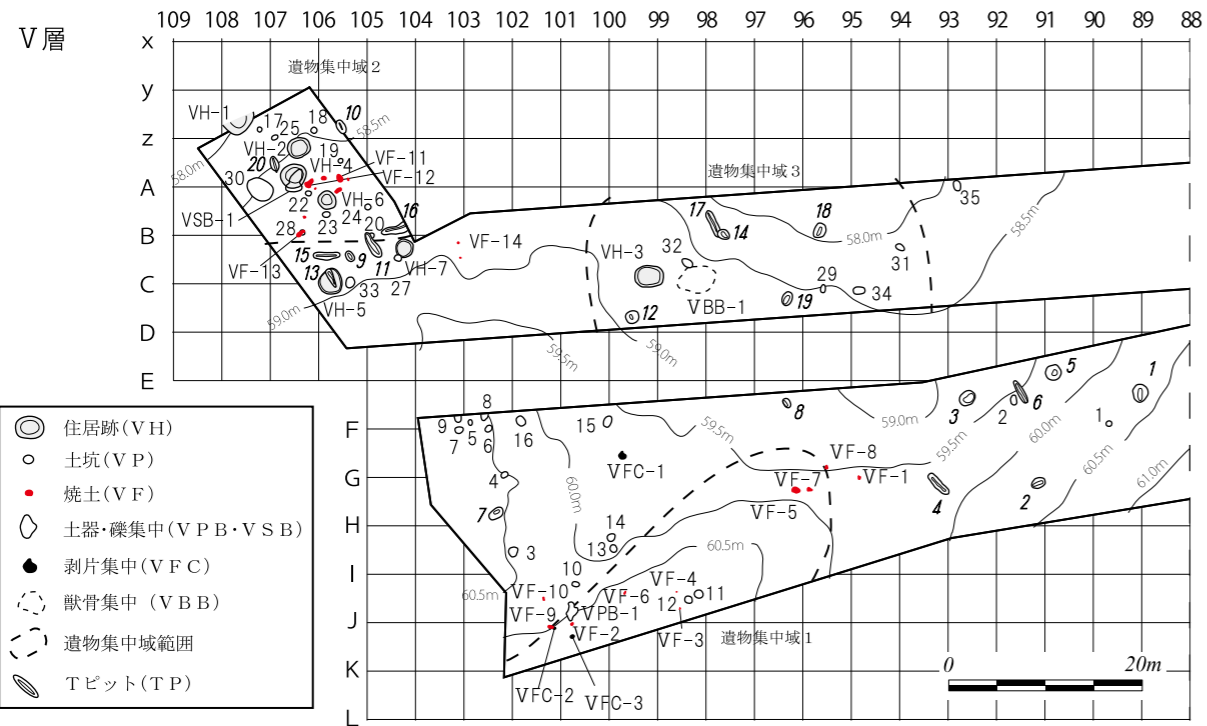 109 108 107 106 105 104 103 102 101 100 99 98 97 96 95 94 93 92 91 90 89 88
Ⅴ層
x
遺物集中域2
y
VH-1
17
25
18
10
58.5m
z
VH-2
19
VF-11
58.0m
20
VH-4
VF-12
遺物集中域3
30
A
35
VSB-1
22
VH-6
23
24
20
16
17
14
18
58.0m
58.5m
28
B
VF-14
VH-3
32
31
VF-13
15
9
11
VH-7
13
33
27
C
VBB-1
29
34
19
VH-5
59.0m
12
D
59.5m
59.0m
E
5
1
8
8
3
6
2
1
59.0m
9
7
5
6
16
15
F
59.5m
59.5m
60.0m
VFC-1
VF-8
60.5m
61.0m
4
G
60.0m
VF-7
VF-1
4
2
7
VF-5
H
14
3
13
60.5m
I
10
60.5m
VF-10
VF-6
VF-4
11
12
VF-9
VPB-1
J
VF-2
VF-3
遺物集中域1
K
VFC-2
VFC-3
L
住居跡(VH)
土坑(VP)
焼土(VF)
土器・礫集中(VPB・VSB)
剥片集中(VFC)
獣骨集中 (VBB)
遺物集中域範囲
Tピット(TP)
0 20m